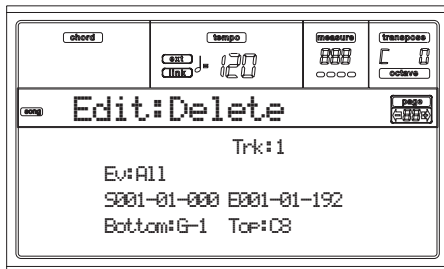 chord tempo measure transpose
ext link ♩= 120 888 C 0
octave
song Edit:Delete page
88
Trk:1
Ev:All
S001-01-000 E001-01-192
Bottom:G-1 Top:C8